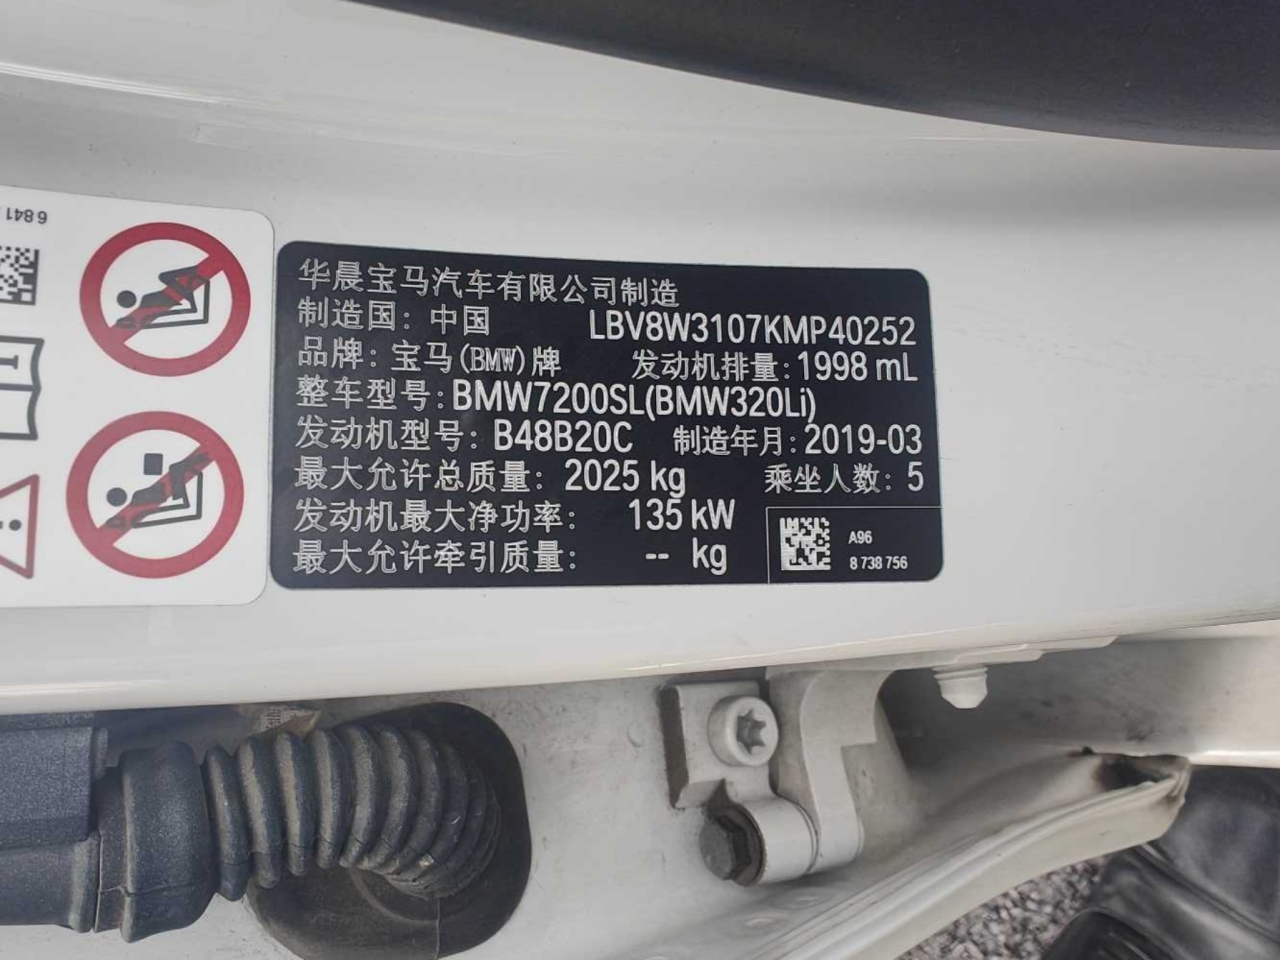 6 841
华晨宝马汽车有限公司制造
制造国: 中国 LBV8W3107KMP40252
品牌: 宝马(BMW)牌 发动机排量: 1998 mL
整车型号: BMW7200SL(BMW320Li)
发动机型号: B48B20C 制造年月: 2019-03
最大允许总质量: 2025 kg 乘坐人数: 5
发动机最大净功率: 135 kW
最大允许牵引质量: -- kg
A96
8 738 756